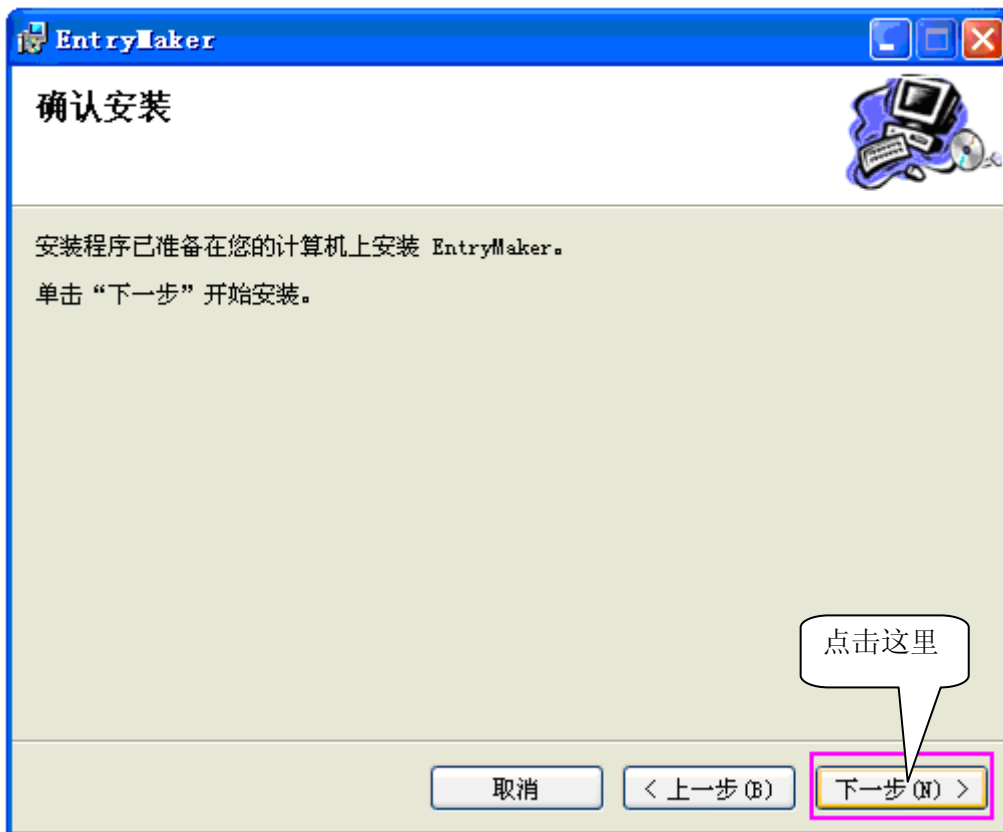 EntryMaker
确认安装
安装程序已准备在您的计算机上安装 EntryMaker。
单击“下一步”开始安装。
点击这里
取消
< 上一步(B)
下一步(N) >